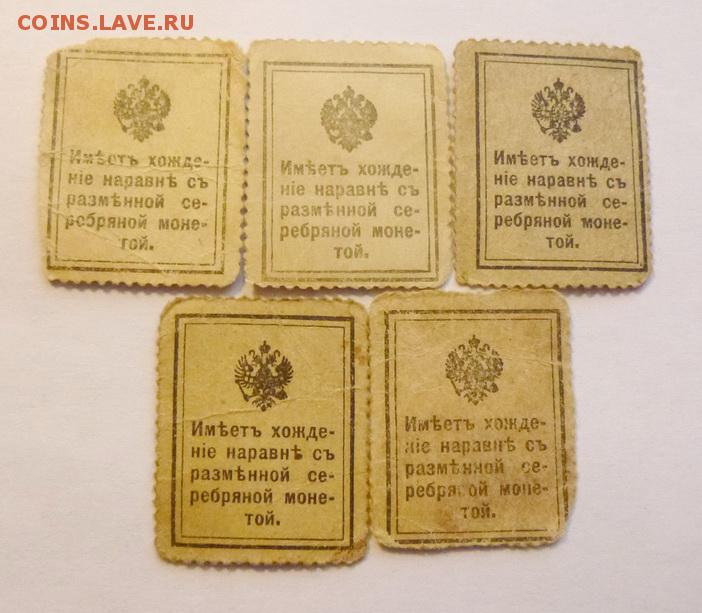 COINS.LAVE.RU
Имѣетъ хожде-
ніе наравнѣ съ
размѣнной се-
ребряной моне-
той.
Имѣетъ хожде-
ніе наравнѣ съ
размѣнной се-
ребряной моне-
той.
Имѣетъ хожде-
ніе наравнѣ съ
размѣнной се-
ребряной моне-
той.
Имѣетъ хожде-
ніе наравнѣ съ
размѣнной се-
ребряной моне-
той.
Имѣетъ хожде-
ніе наравнѣ съ
размѣнной се-
ребряной моне-
той.